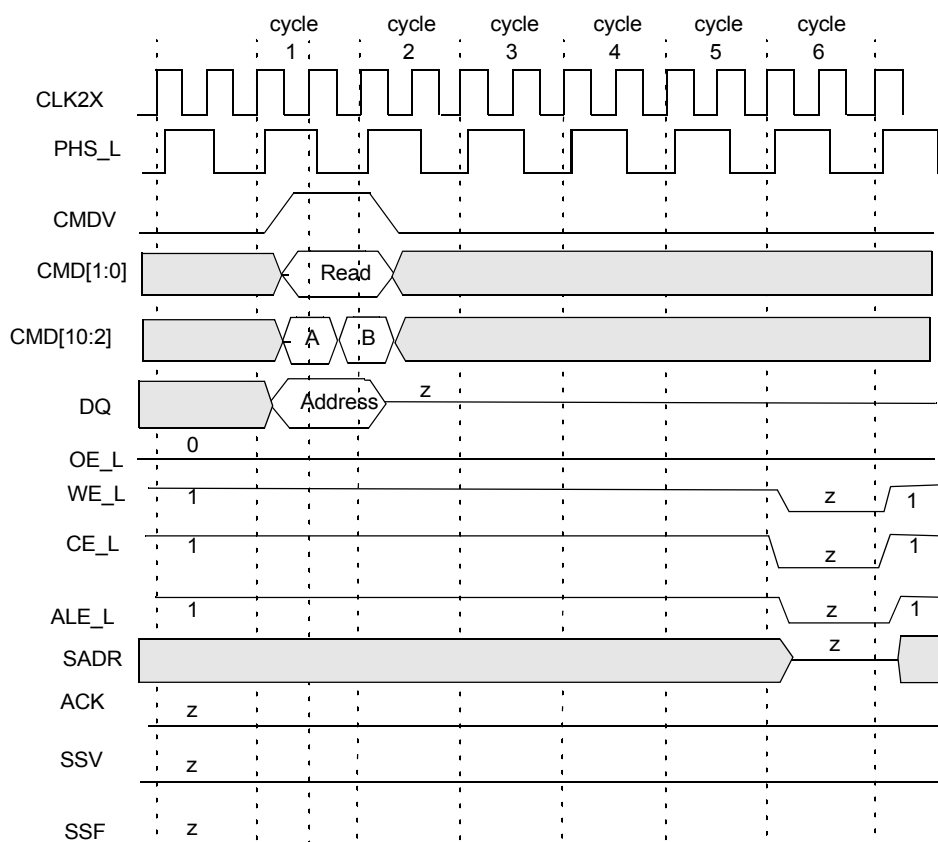 cycle cycle cycle cycle cycle cycle
1 2 3 4 5 6
CLK2X
PHS_L
CMDV
CMD[1:0] Read
CMD[10:2] A B
DQ Address z
OE_L 0
WE_L 1 z 1
CE_L 1 z 1
ALE_L 1 z 1
SADR z
ACK z
SSV z
SSF z